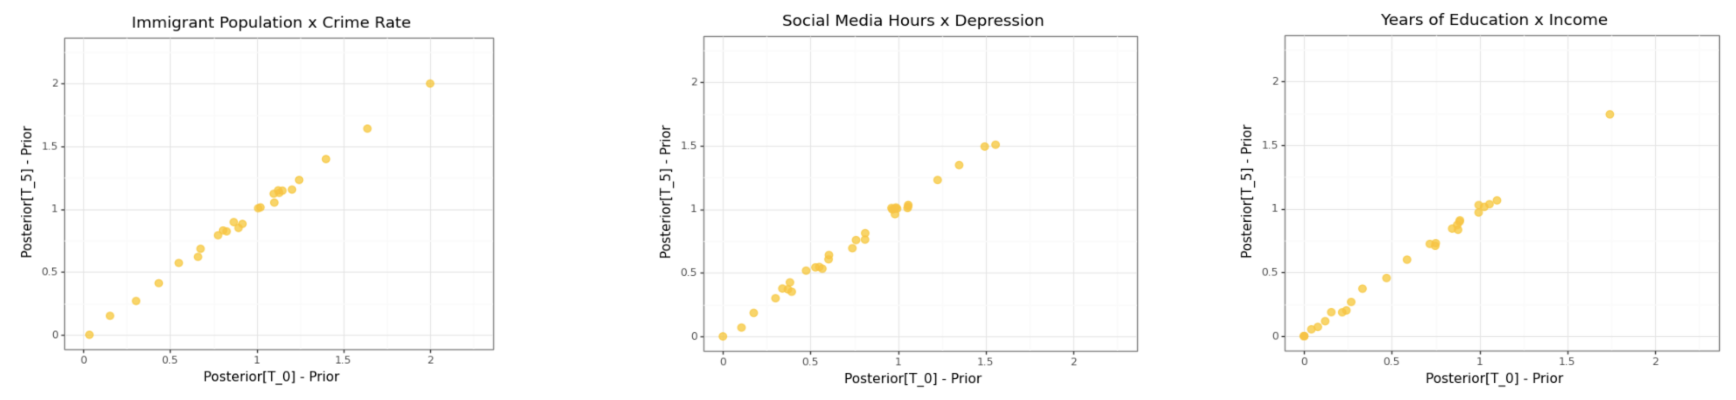 Immigrant Population x Crime Rate
Posterior[T_5] - Prior
2
1.5
1
0.5
0
0 0.5 1 1.5 2
Posterior[T_0] - Prior
Social Media Hours x Depression
Posterior[T_5] - Prior
2
1.5
1
0.5
0
0 0.5 1 1.5 2
Posterior[T_0] - Prior
Years of Education x Income
Posterior[T_5] - Prior
2
1.5
1
0.5
0
0 0.5 1 1.5 2
Posterior[T_0] - Prior